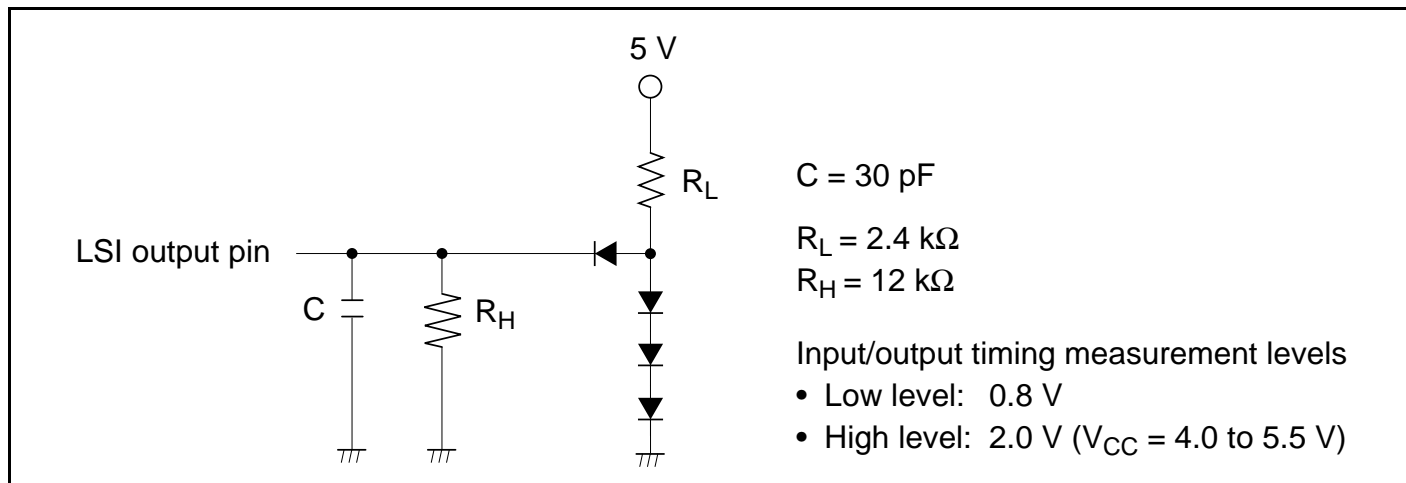 5 V
R_L
C = 30 pF
R_L = 2.4 kΩ
R_H = 12 kΩ
LSI output pin
C
R_H
Input/output timing measurement levels
• Low level: 0.8 V
• High level: 2.0 V (V_CC = 4.0 to 5.5 V)